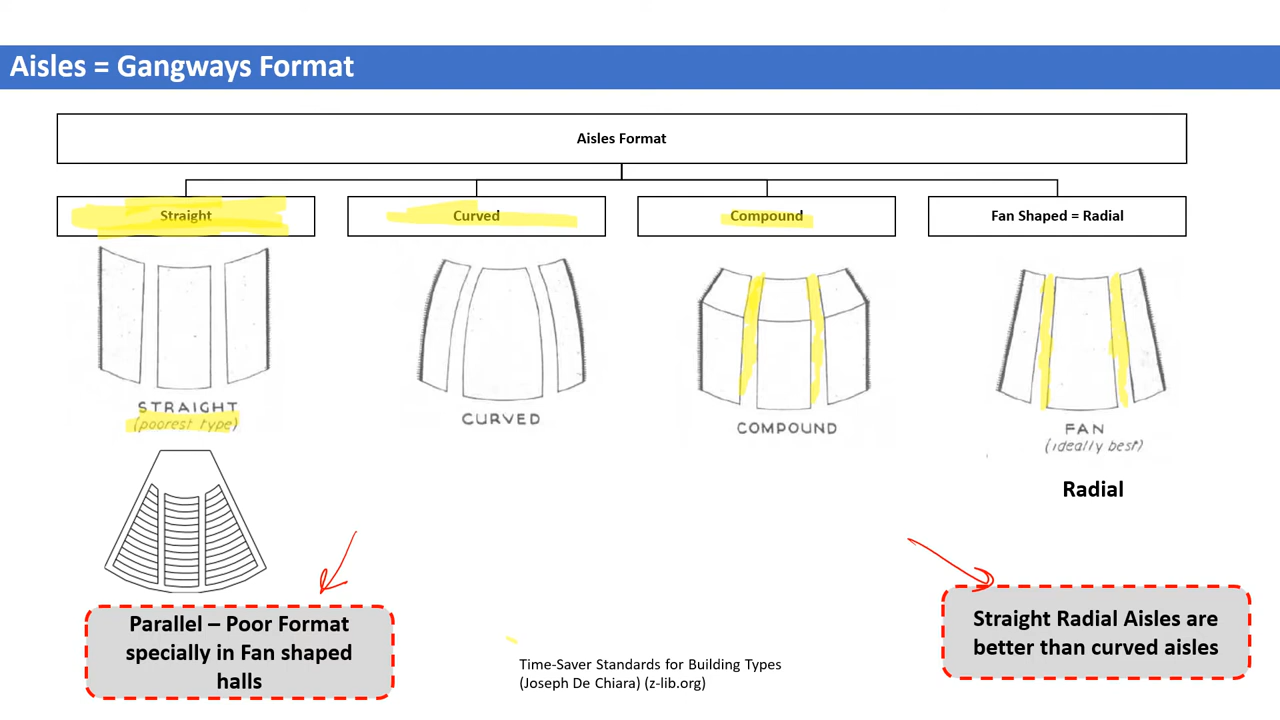 Aisles = Gangways Format
Aisles Format
Straight
Curved
Compound
Fan Shaped = Radial
STRAIGHT
(poorest type)
CURVED
COMPOUND
FAN
(ideally best)
Radial
Parallel – Poor Format
specially in Fan shaped
halls
Straight Radial Aisles are
better than curved aisles
Time-Saver Standards for Building Types
(Joseph De Chiara) (z-lib.org)